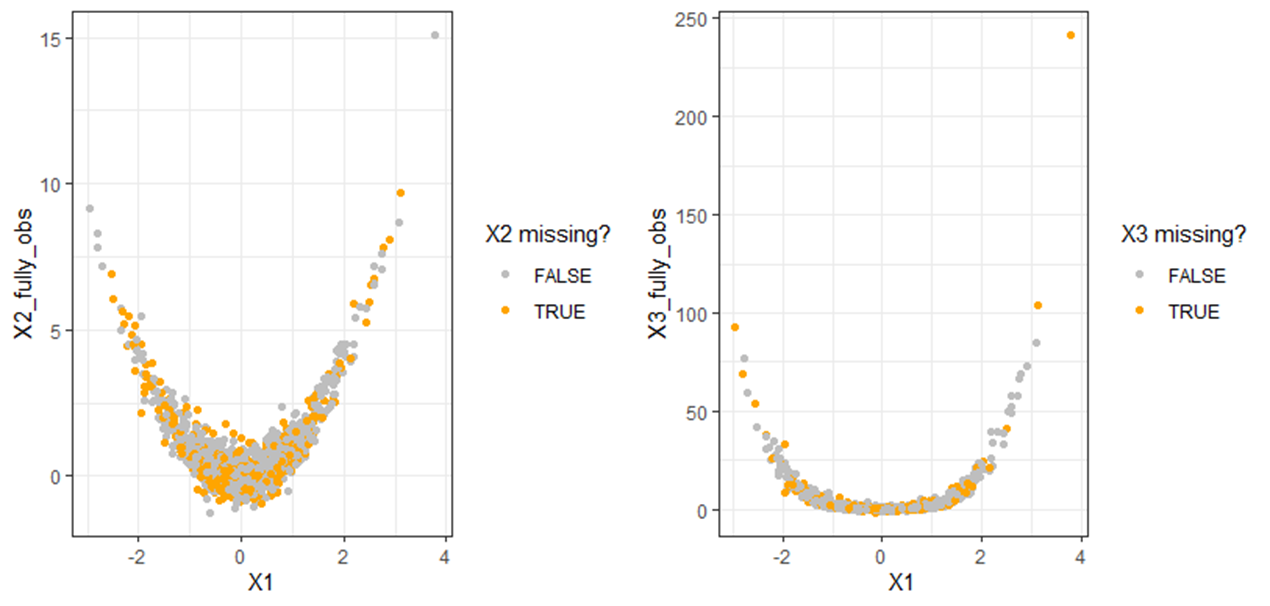 15
10
5
0
X2_fully_obs
-2
0
2
4
X1
X2 missing?
FALSE
TRUE
250
200
150
100
50
0
X3_fully_obs
-2
0
2
4
X1
X3 missing?
FALSE
TRUE